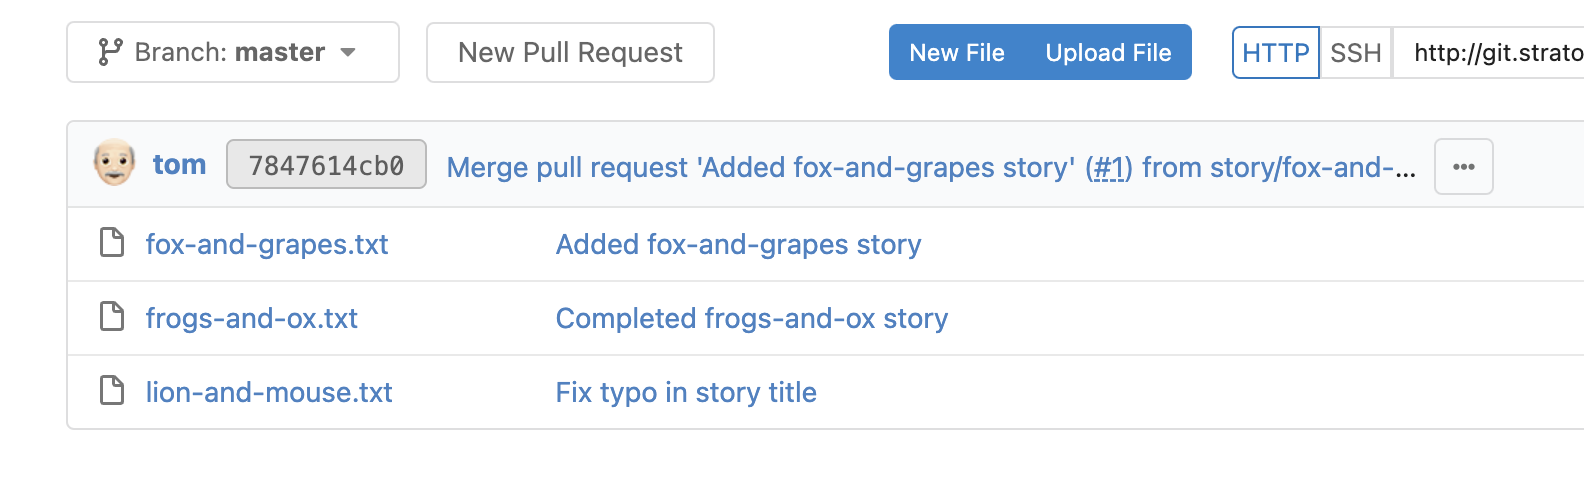 Branch: master New Pull Request New File Upload File HTTP SSH http://git.strato
tom 7847614cb0 Merge pull request 'Added fox-and-grapes story' (#1) from story/fox-and-...
fox-and-grapes.txt Added fox-and-grapes story
frogs-and-ox.txt Completed frogs-and-ox story
lion-and-mouse.txt Fix typo in story title